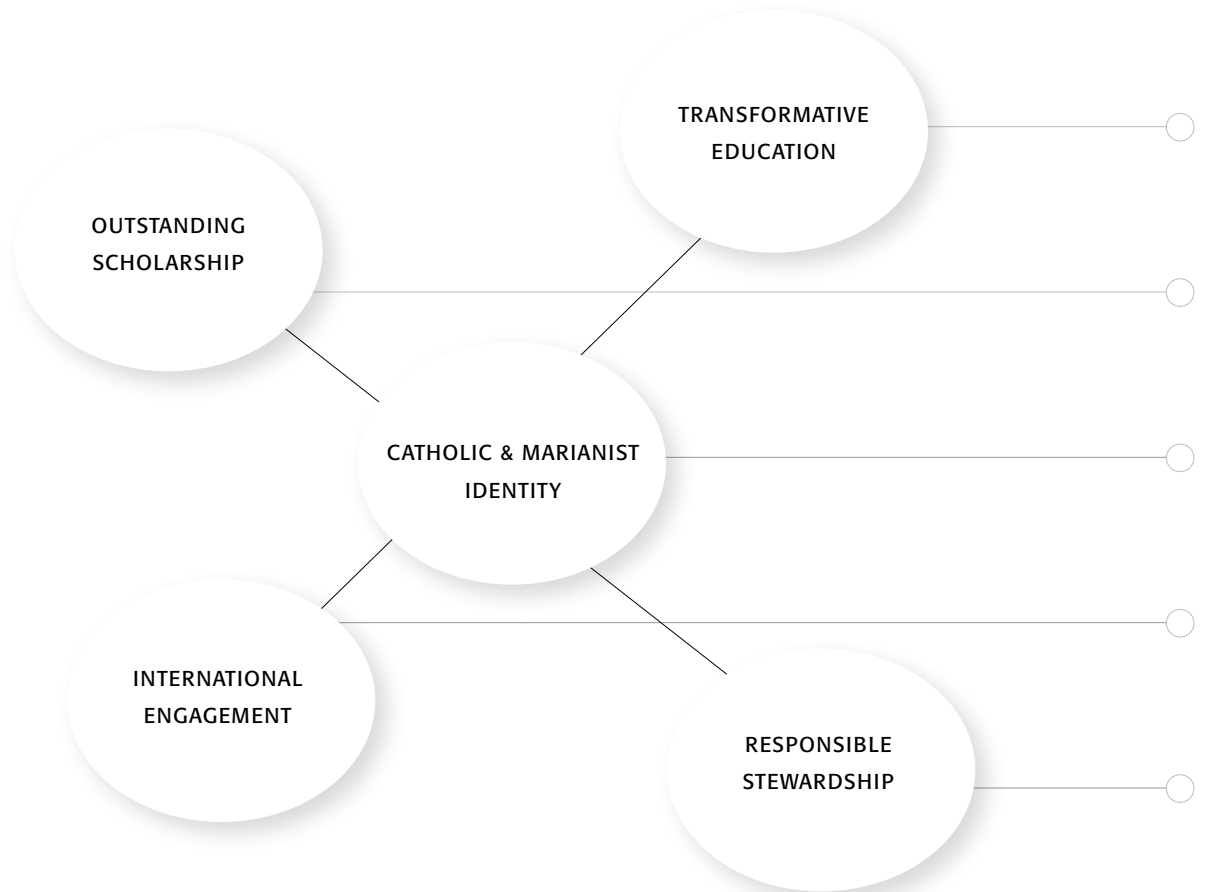 TRANSFORMATIVE
EDUCATION
OUTSTANDING
SCHOLARSHIP
CATHOLIC & MARIANIST
IDENTITY
INTERNATIONAL
ENGAGEMENT
RESPONSIBLE
STEWARDSHIP